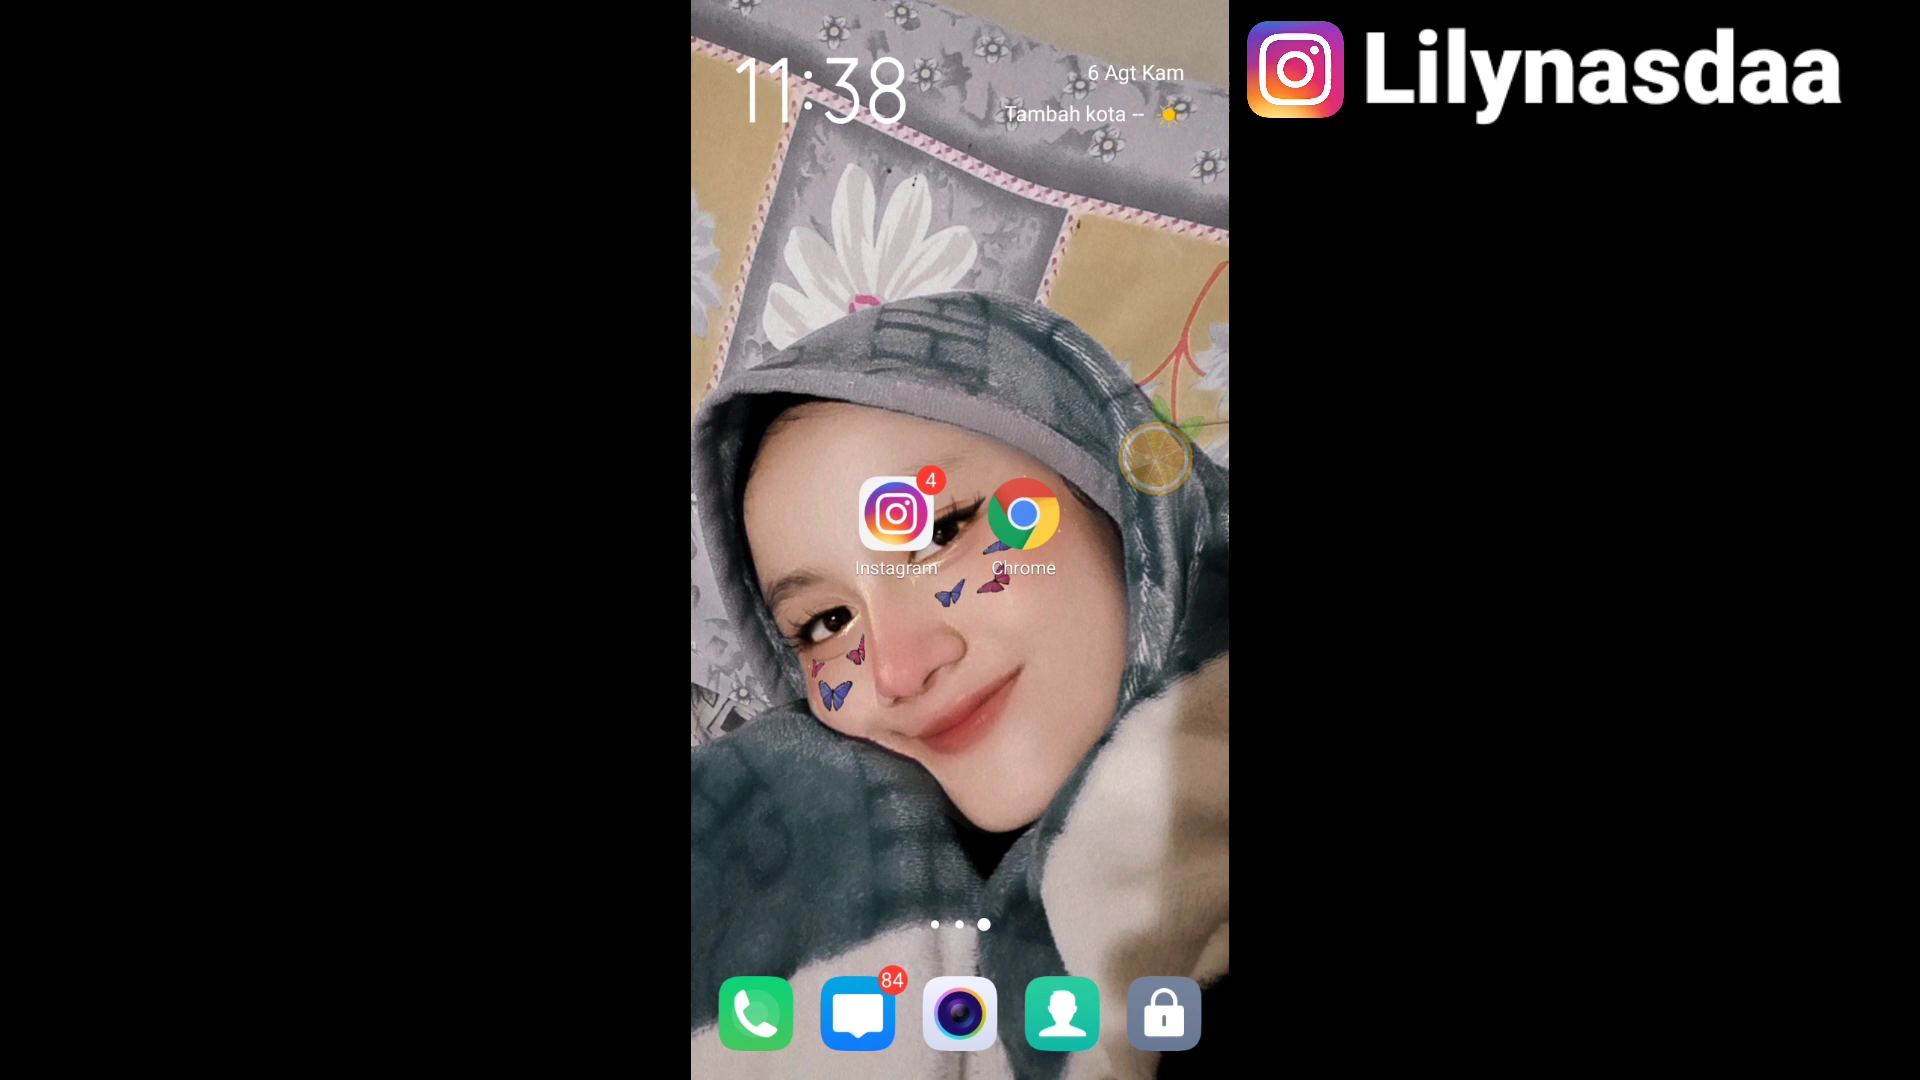 11:38
6 Agt Kam
Tambah kota --
Lilynasdaa
4
Instagram
Chrome
84